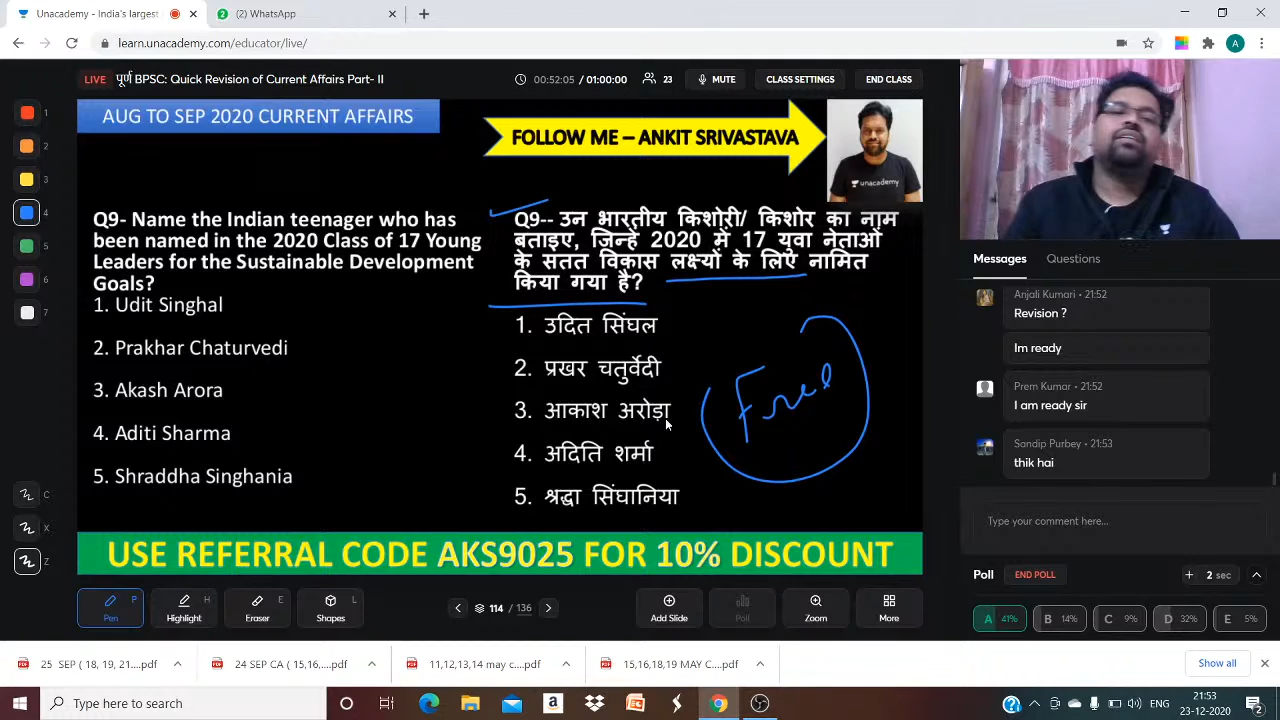 Unacademy - India's largest
(2) WhatsApp
learn.unacademy.com/educator/live/
A
LIVE पूर्ण BPSC: Quick Revision of Current Affairs Part- II
00:52:05 / 01:00:00
23
MUTE
CLASS SETTINGS
END CLASS
AUG TO SEP 2020 CURRENT AFFAIRS
FOLLOW ME – ANKIT SRIVASTAVA
unacademy
1
2
3
4
5
6
7
C
X
Z
Q9- Name the Indian teenager who has
been named in the 2020 Class of 17 Young
Leaders for the Sustainable Development
Goals?
1. Udit Singhal
2. Prakhar Chaturvedi
3. Akash Arora
4. Aditi Sharma
5. Shraddha Singhania
Q9-- उन भारतीय किशोरी/ किशोर का नाम
बताइए, जिन्हें 2020 में 17 युवा नेताओं
के सतत विकास लक्ष्यों के लिए नामित
किया गया है?
1. उदित सिंघल
2. प्रखर चतुर्वेदी
3. आकाश अरोड़ा
4. अदिति शर्मा
5. श्रद्धा सिंघानिया
USE REFERRAL CODE AKS9025 FOR 10% DISCOUNT
Messages
Questions
Anjali Kumari • 21:52
Revision ?
Im ready
Prem Kumar • 21:52
I am ready sir
Sandip Purbey • 21:53
thik hai
Type your comment here...
Poll
END POLL
+ 2 sec
A 41%
B 14%
C 9%
D 32%
E 5%
Pen P
Highlight H
Eraser E
Shapes L
114 / 136
Add Slide
Poll
Zoom
More
25 SEP ( 18, 19, 21....pdf
24 SEP CA ( 15,16,....pdf
11,12,13,14 may c....pdf
15,16,18,19 MAY C....pdf
Show all
Type here to search
21:53
23-12-2020
2